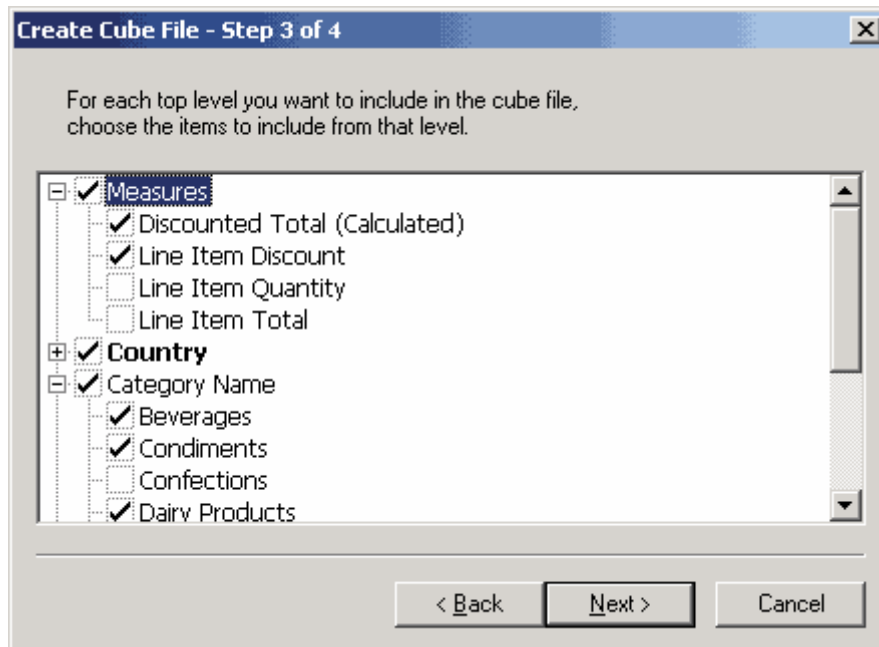 Create Cube File - Step 3 of 4
For each top level you want to include in the cube file,
choose the items to include from that level.
Measures
Discounted Total (Calculated)
Line Item Discount
Line Item Quantity
Line Item Total
Country
Category Name
Beverages
Condiments
Confections
Dairy Products
< Back Next > Cancel